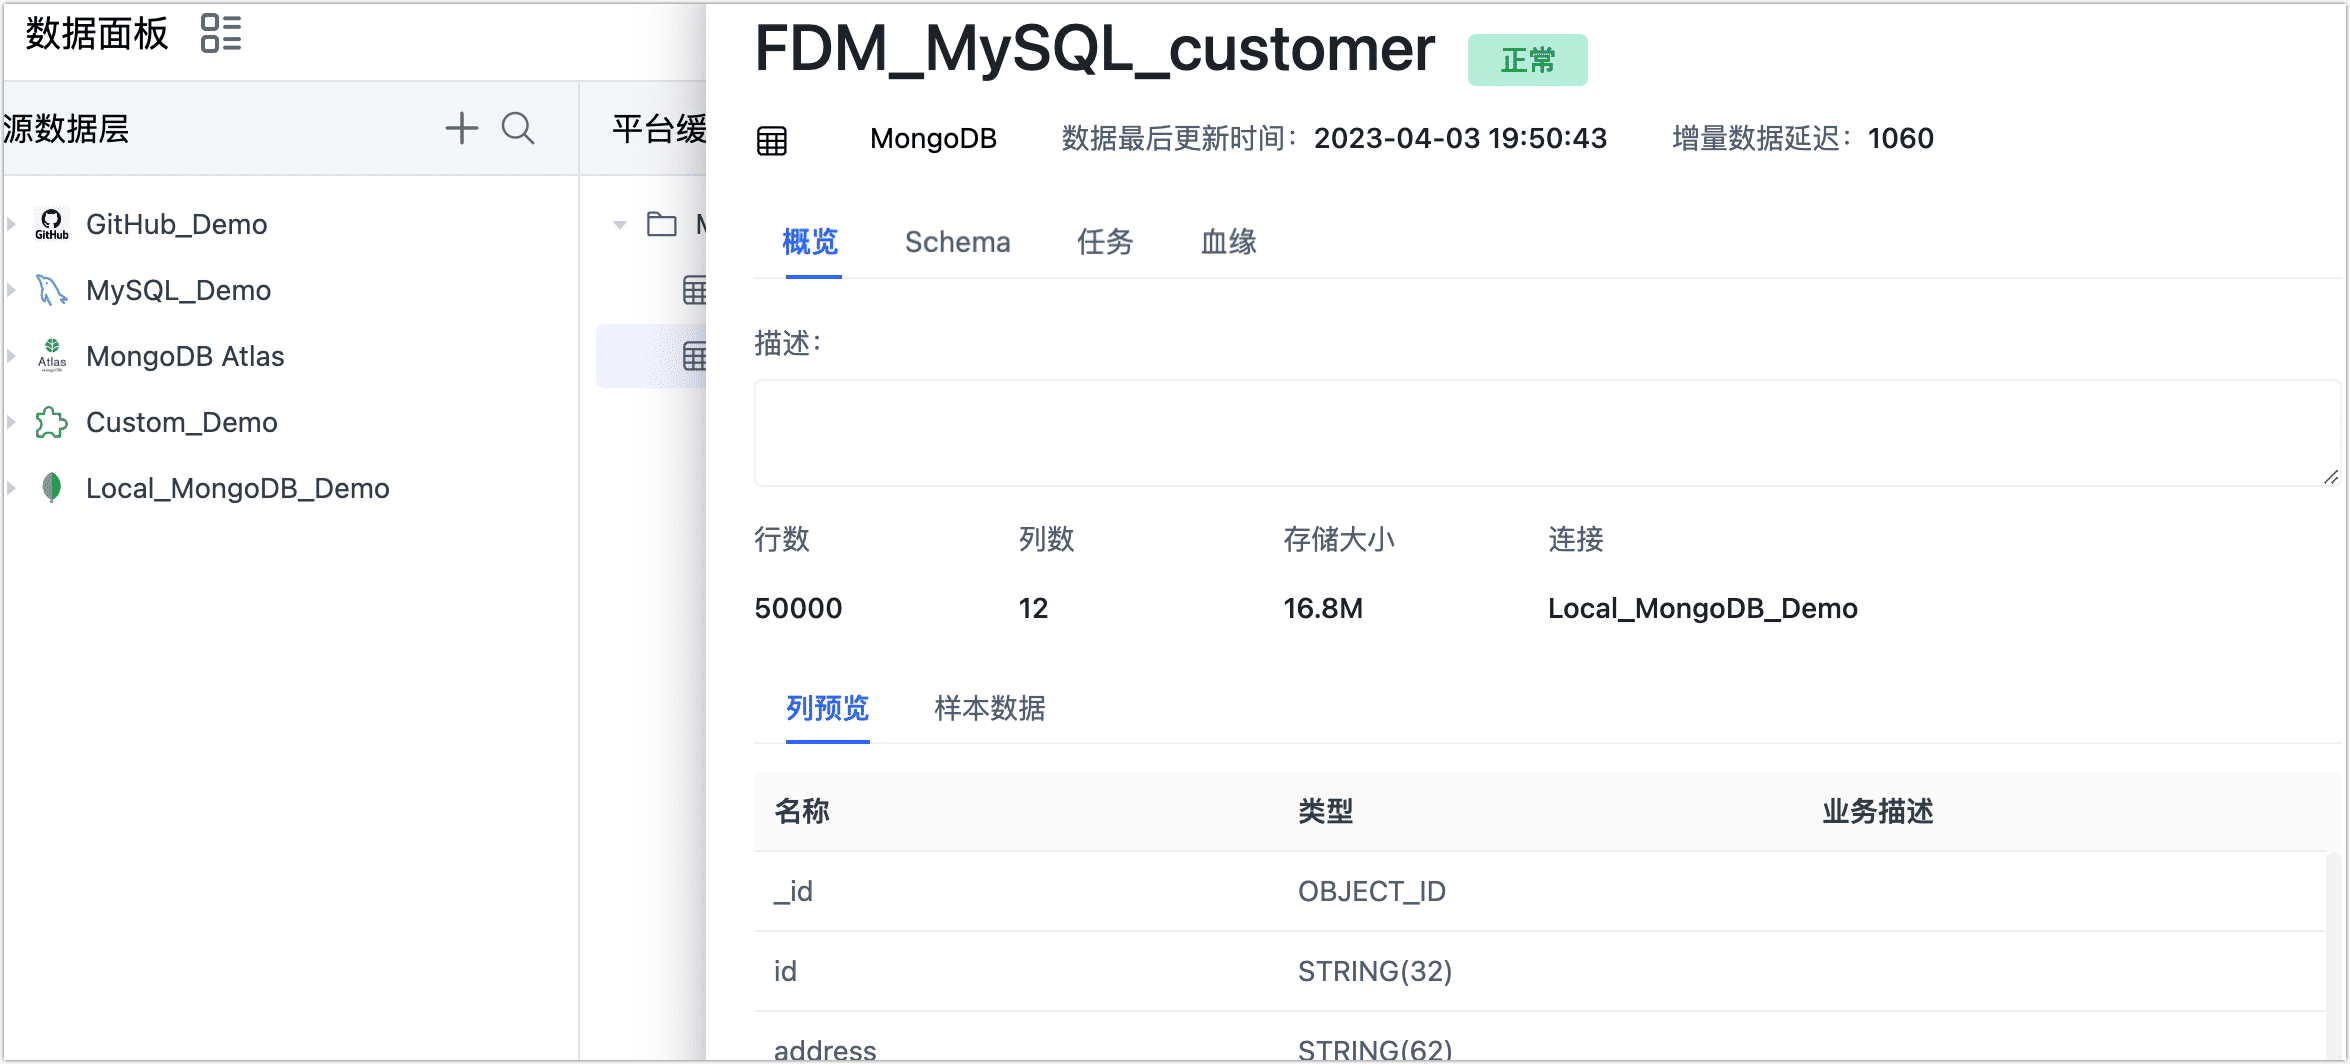 数据面板
源数据层
GitHub
GitHub_Demo
MySQL_Demo
Atlas
MongoDB Atlas
Custom_Demo
Local_MongoDB_Demo
平台缓
FDM_MySQL_customer
正常
MongoDB
数据最后更新时间: 2023-04-03 19:50:43
增量数据延迟: 1060
概览 Schema 任务 血缘
描述:
行数 列数 存储大小 连接
50000 12 16.8M Local_MongoDB_Demo
列预览 样本数据
名称 类型 业务描述
_id OBJECT_ID
id STRING(32)
address STRING(62)